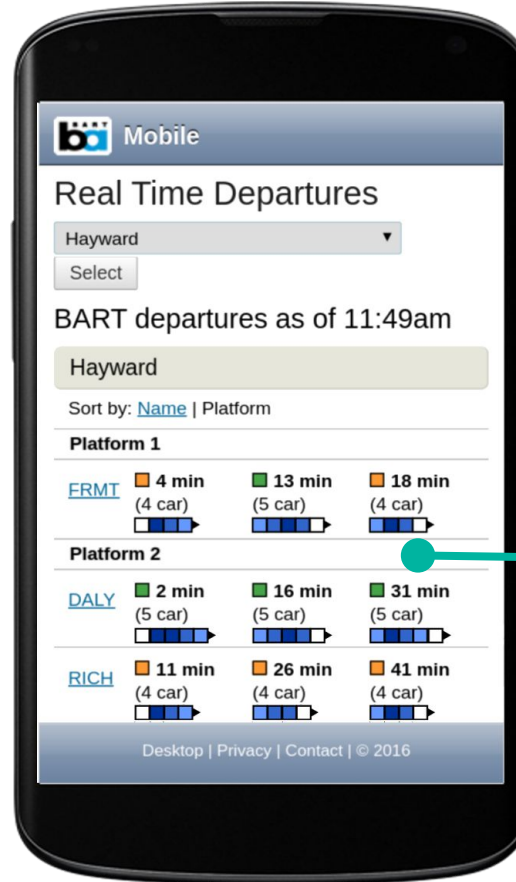 BART
ba Mobile
Real Time Departures
Hayward
Select
BART departures as of 11:49am
Hayward
Sort by: Name | Platform
Platform 1
FRMT 4 min 13 min 18 min
(4 car) (5 car) (4 car)
Platform 2
DALY 2 min 16 min 31 min
(5 car) (5 car) (5 car)
RICH 11 min 26 min 41 min
(4 car) (4 car) (4 car)
Desktop | Privacy | Contact | © 2016